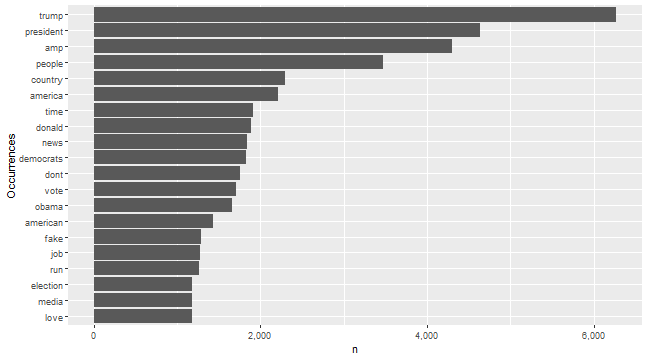 trump
president
amp
people
country
america
time
donald
news
democrats
dont
vote
obama
american
fake
job
run
election
media
love
Occurrences
0
2,000
4,000
6,000
n